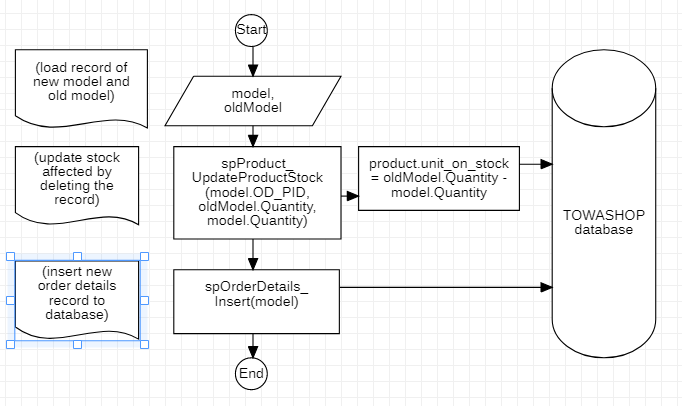 Start
(load record of
new model and
old model)
model,
oldModel
(update stock
affected by
deleting the
record)
spProduct_
UpdateProductStock
(model.OD_PID,
oldModel.Quantity,
model.Quantity)
product.unit_on_stock
= oldModel.Quantity -
model.Quantity
TOWASHOP
database
(insert new
order details
record to
database)
spOrderDetails_
Insert(model)
End